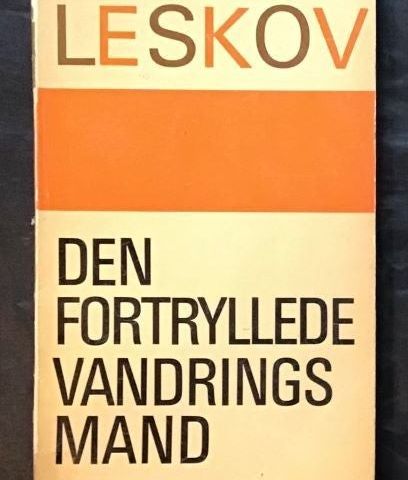 LESKOV
DEN
FORTRYLLEDE
VANDRINGS
MAND